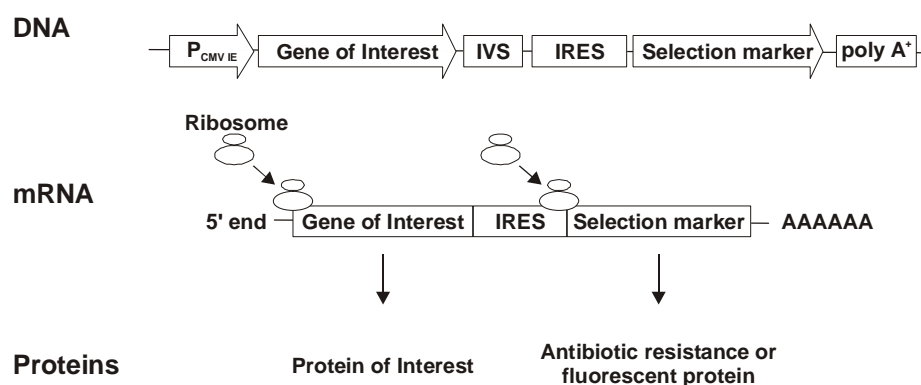 DNA
P CMV IE Gene of Interest IVS IRES Selection marker poly A+
Ribosome
mRNA
5' end Gene of Interest IRES Selection marker AAAAAA
Proteins
Protein of Interest
Antibiotic resistance or
fluorescent protein